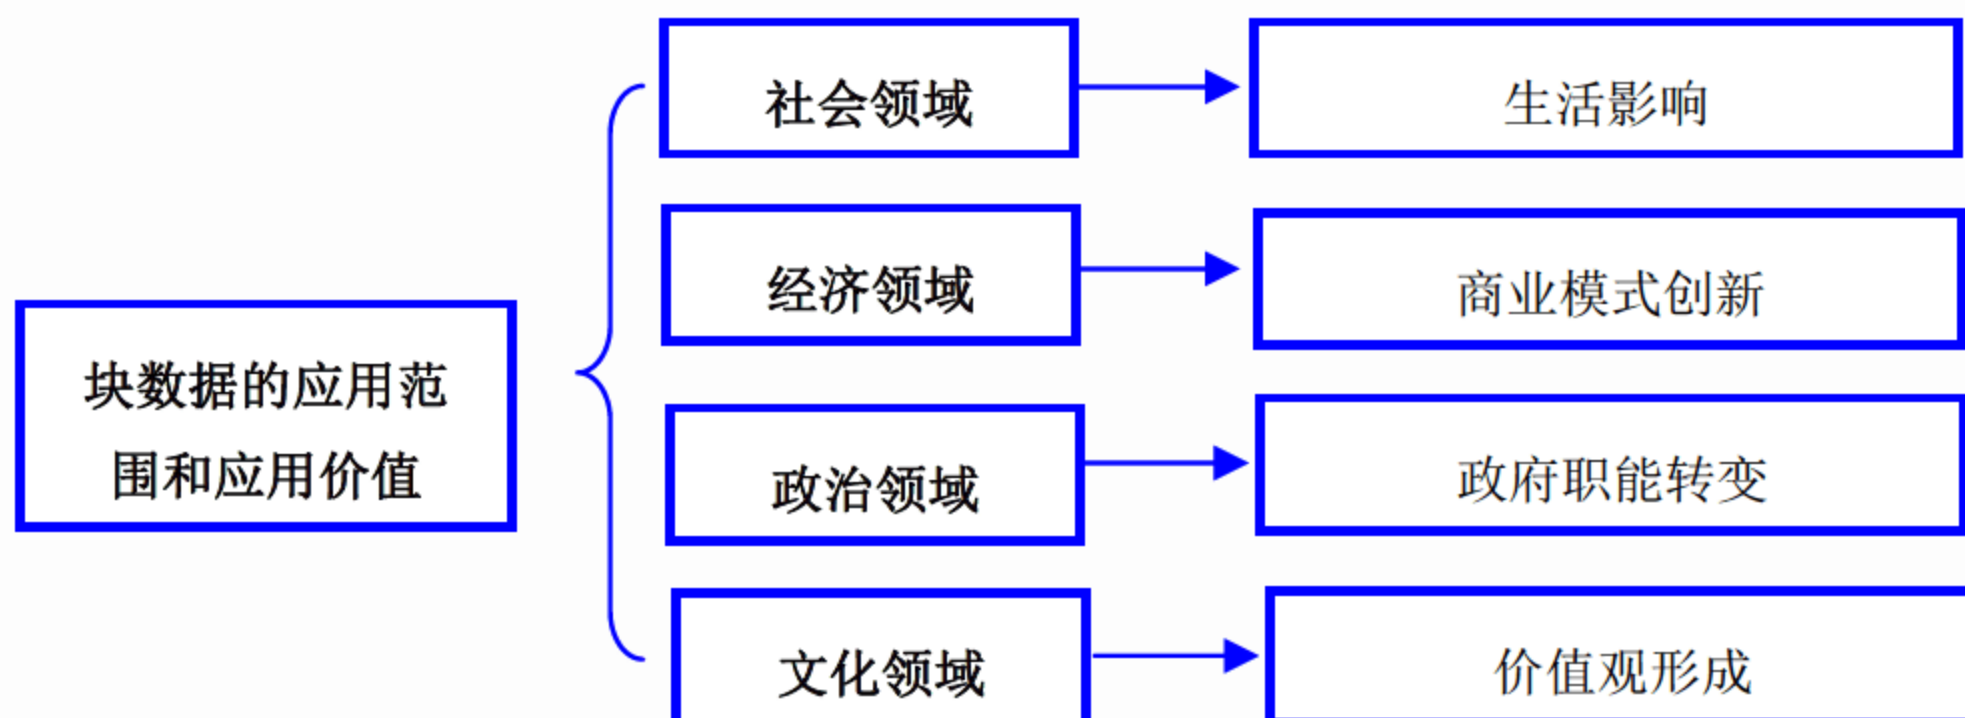 社会领域
生活影响
经济领域
商业模式创新
块数据的应用范
围和应用价值
政治领域
政府职能转变
文化领域
价值观形成